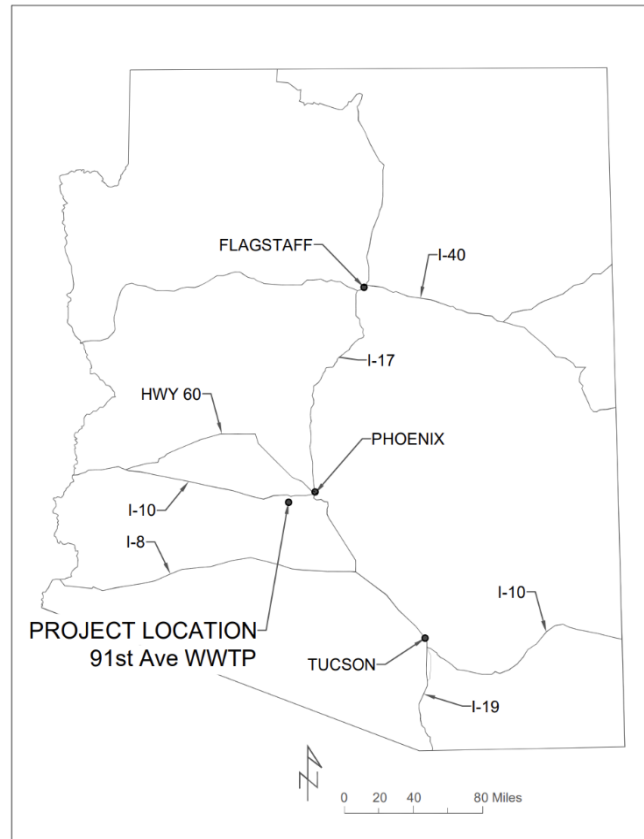 FLAGSTAFF
I-40
I-17
HWY 60
PHOENIX
I-10
I-8
I-10
PROJECT LOCATION
91st Ave WWTP
TUCSON
I-19
N
0 20 40 80 Miles